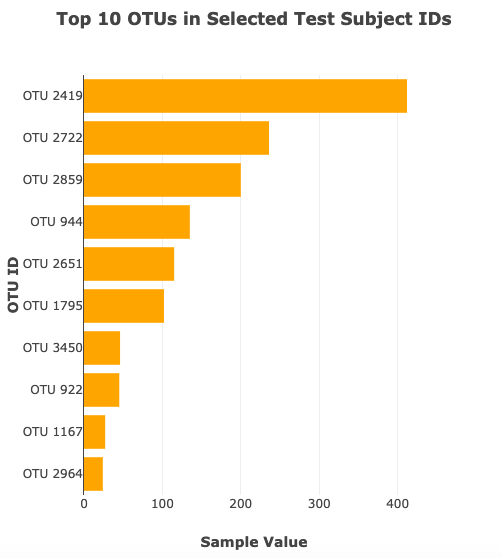 Top 10 OTUs in Selected Test Subject IDs
OTU ID
OTU 2419
OTU 2722
OTU 2859
OTU 944
OTU 2651
OTU 1795
OTU 3450
OTU 922
OTU 1167
OTU 2964
0 100 200 300 400
Sample Value